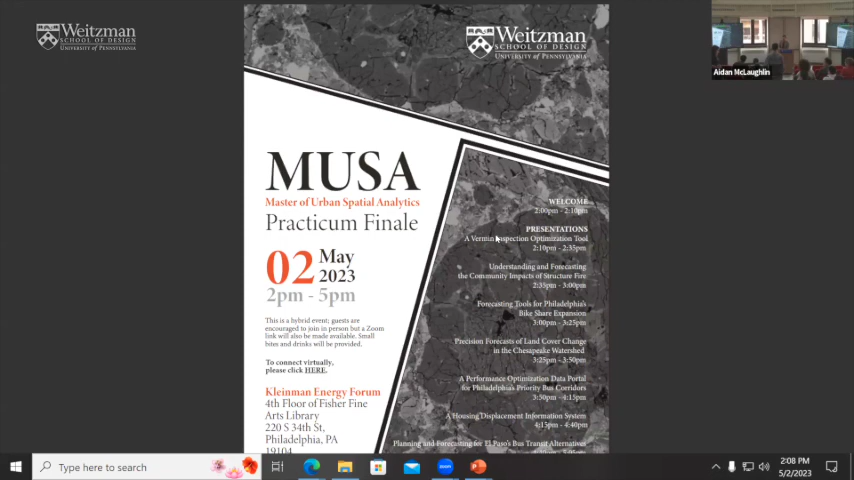 Weitzman
SCHOOL OF DESIGN
UNIVERSITY OF PENNSYLVANIA
Weitzman
SCHOOL OF DESIGN
UNIVERSITY OF PENNSYLVANIA
Aidan McLaughlin
MUSA
Master of Urban Spatial Analytics
Practicum Finale
02 May
2023
2pm - 5pm
This is a hybrid event; guests are
encouraged to join in person but a Zoom
link will also be made available. Small
bites and drinks will be provided.
To connect virtually,
please click HERE.
Kleinman Energy Forum
4th Floor of Fisher Fine
Arts Library
220 S 34th St,
Philadelphia, PA
19104
WELCOME
2:00pm - 2:10pm
PRESENTATIONS
A Vermin Inspection Optimization Tool
2:10pm - 2:35pm
Understanding and Forecasting
the Community Impacts of Structure Fire
2:35pm - 3:00pm
Forecasting Tools for Philadelphia's
Bike Share Expansion
3:00pm - 3:25pm
Precision Forecasts of Land Cover Change
in the Chesapeake Watershed
3:25pm - 3:50pm
A Performance Optimization Data Portal
for Philadelphia's Priority Bus Corridors
3:50pm - 4:15pm
A Housing Displacement Information System
4:15pm - 4:40pm
Planning and Forecasting for El Paso's Bus Transit Alternatives
Type here to search
2:08 PM
5/2/2023